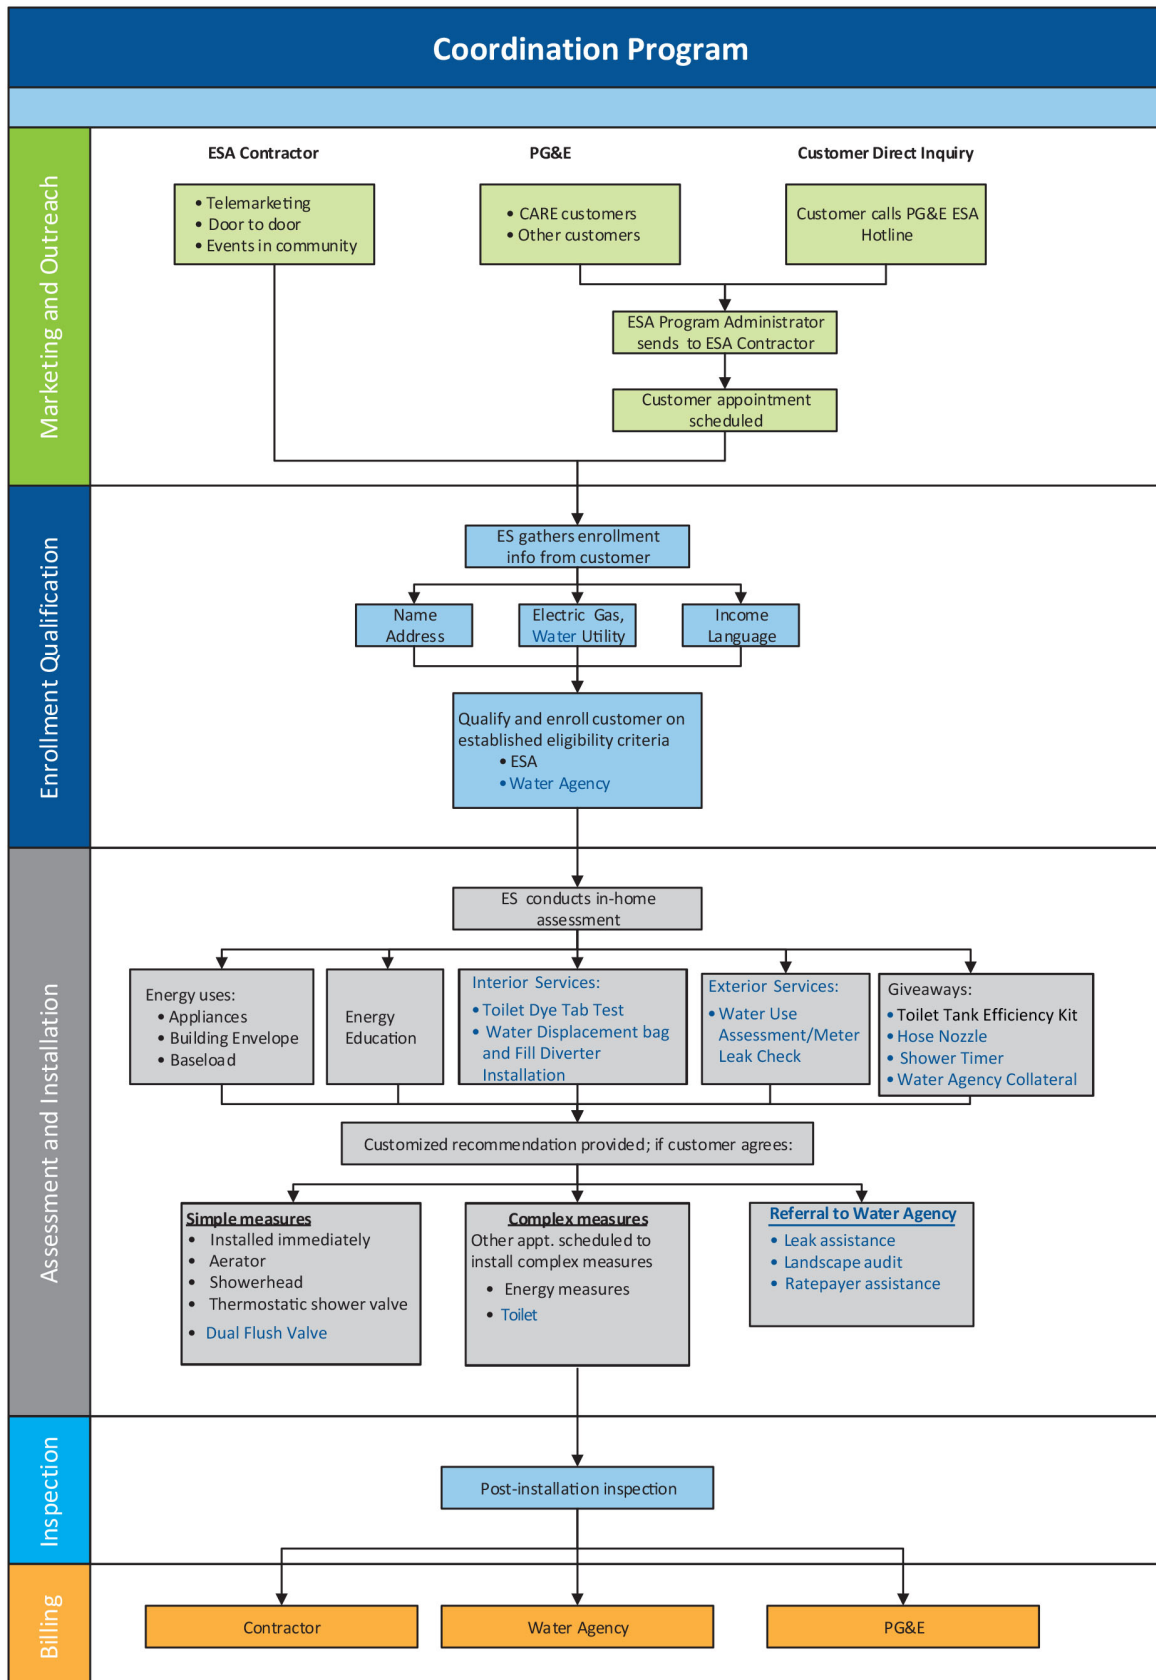 Coordination Program
Marketing and Outreach
ESA Contractor
PG&E
Customer Direct Inquiry
• Telemarketing
• Door to door
• Events in community
• CARE customers
• Other customers
Customer calls PG&E ESA
Hotline
ESA Program Administrator
sends to ESA Contractor
Customer appointment
scheduled
Enrollment Qualification
ES gathers enrollment
info from customer
Name
Address
Electric Gas,
Water Utility
Income
Language
Qualify and enroll customer on
established eligibility criteria
• ESA
• Water Agency
Assessment and Installation
ES conducts in-home
assessment
Energy uses:
• Appliances
• Building Envelope
• Baseload
Energy
Education
Interior Services:
• Toilet Dye Tab Test
• Water Displacement bag
and Fill Diverter
Installation
Exterior Services:
• Water Use
Assessment/Meter
Leak Check
Giveaways:
• Toilet Tank Efficiency Kit
• Hose Nozzle
• Shower Timer
• Water Agency Collateral
Customized recommendation provided; if customer agrees:
Simple measures
• Installed immediately
• Aerator
• Showerhead
• Thermostatic shower valve
• Dual Flush Valve
Complex measures
Other appt. scheduled to
install complex measures
• Energy measures
• Toilet
Referral to Water Agency
• Leak assistance
• Landscape audit
• Ratepayer assistance
Inspection
Post-installation inspection
Billing
Contractor
Water Agency
PG&E